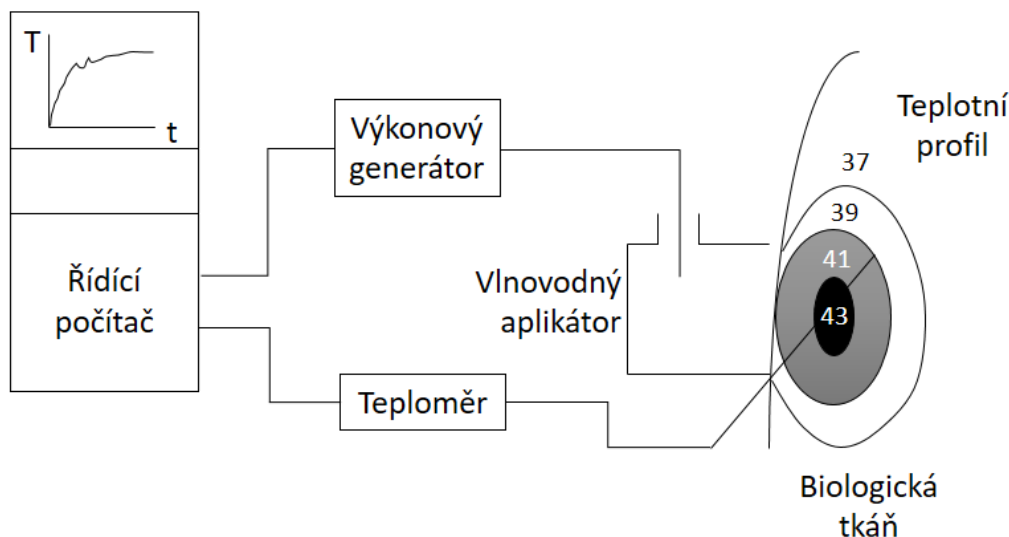 T
t
Řídící
počítač
Výkonový
generátor
Teploměr
Vlnovodný
aplikátor
Teplotní
profil
37
39
41
43
Biologická
tkáň